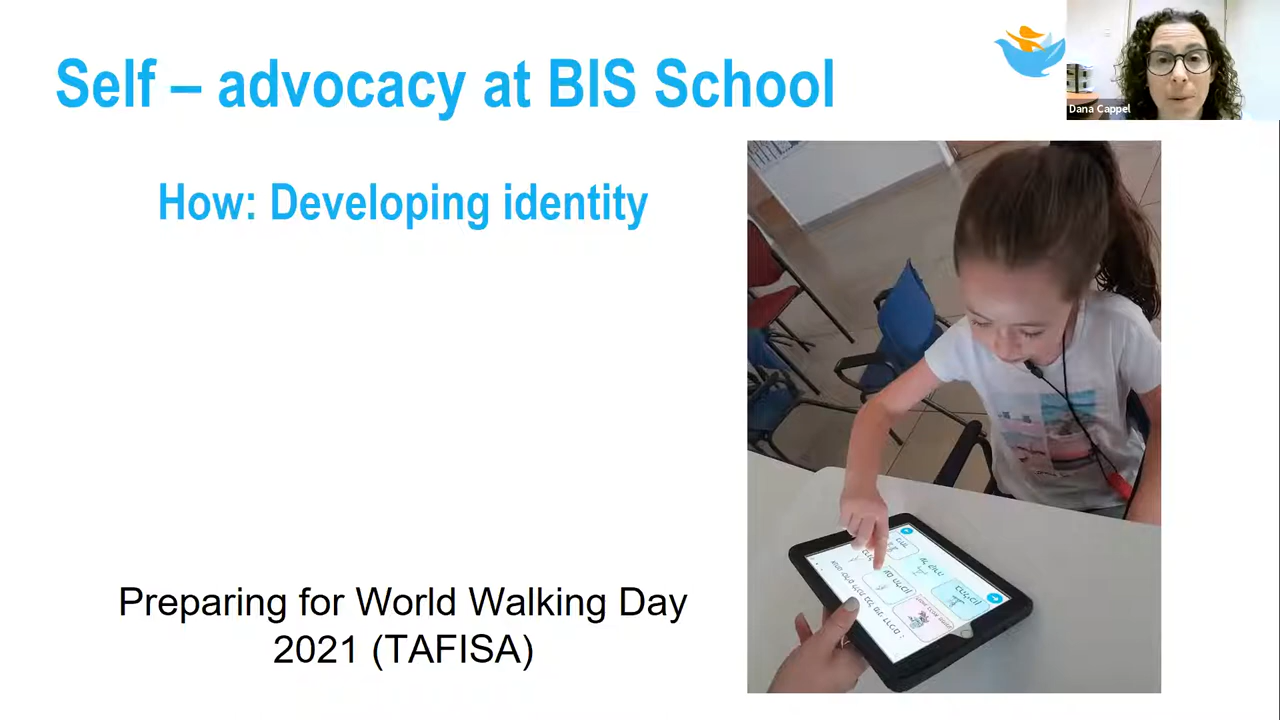 Self – advocacy at BIS School
Dana Cappel
How: Developing identity
Preparing for World Walking Day
2021 (TAFISA)